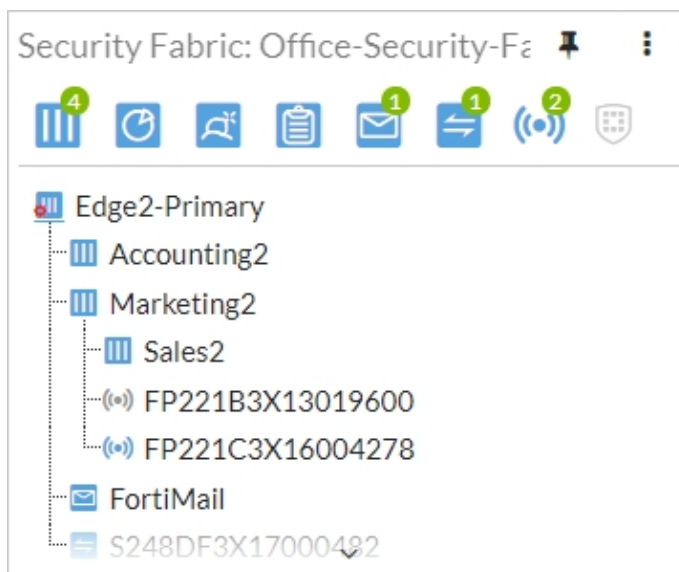 Security Fabric: Office-Security-Fa
4 1 1 2
Edge2-Primary
Accounting2
Marketing2
Sales2
FP221B3X13019600
FP221C3X16004278
FortiMail
S248DF3X17000482